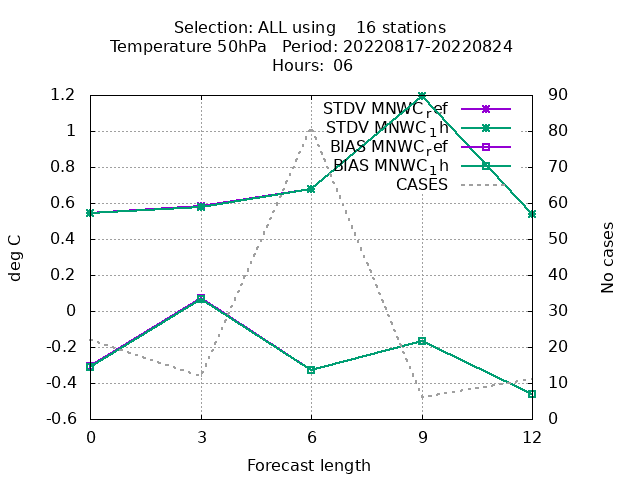 Selection: ALL using    16 stations
Temperature 50hPa   Period: 20220817-20220824
Hours:  06
1.2
1
0.8
0.6
0.4
0.2
0
-0.2
-0.4
-0.6
90
80
70
60
50
40
30
20
10
0
STDV MNWC_ref
STDV MNWC_1h
BIAS MNWC_ref
BIAS MNWC_1h
CASES
deg C
No cases
0 3 6 9 12
Forecast length